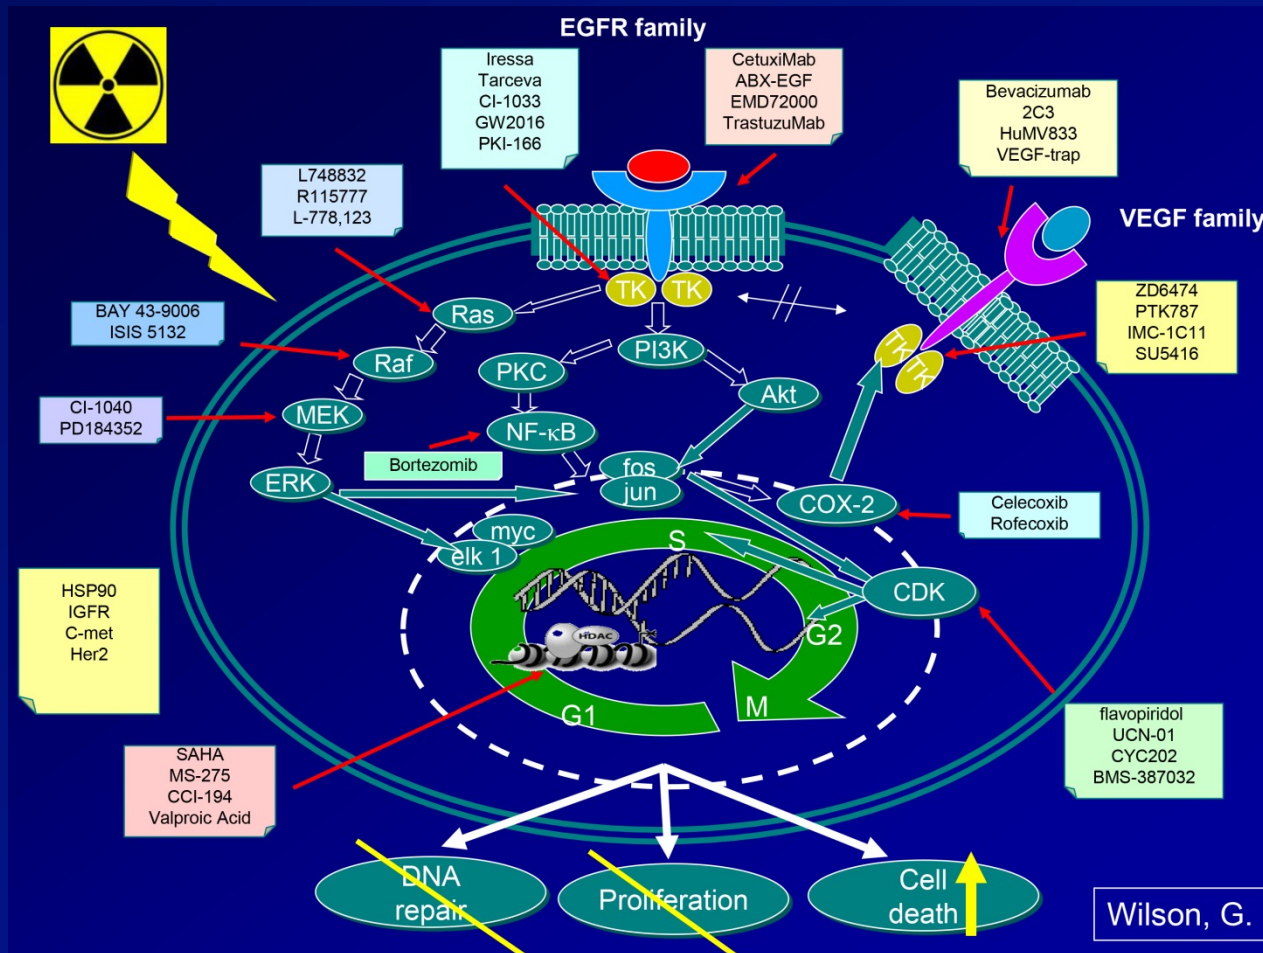 EGFR family
Iressa
Tarceva
CI-1033
GW2016
PKI-166
CetuxiMab
ABX-EGF
EMD72000
TrastuzuMab
Bevacizumab
2C3
HuMV833
VEGF-trap
L748832
R115777
L-778,123
VEGF family
BAY 43-9006
ISIS 5132
ZD6474
PTK787
IMC-1C11
SU5416
TK
TK
TK
TK
Ras
Raf
PI3K
PKC
Akt
CI-1040
PD184352
MEK
NF-κB
Bortezomib
ERK
fos
jun
COX-2
Celecoxib
Rofecoxib
myc
elk 1
S
CDK
HDAC
G2
G1
M
HSP90
IGFR
C-met
Her2
flavopiridol
UCN-01
CYC202
BMS-387032
SAHA
MS-275
CCI-194
Valproic Acid
DNA
repair
Proliferation
Cell
death
Wilson, G.